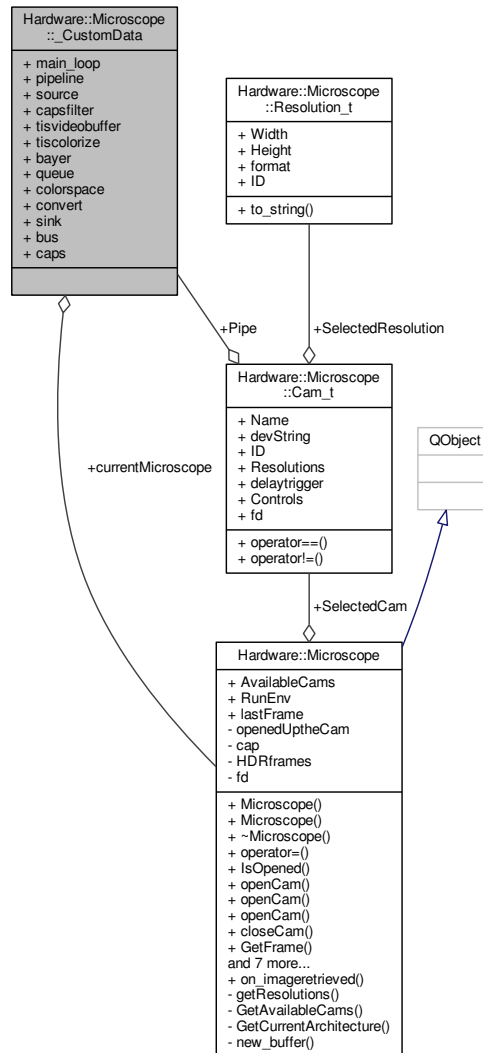 Hardware::Microscope
::_CustomData
+ main_loop
+ pipeline
+ source
+ capsfilter
+ tisvideobuffer
+ tiscolorize
+ bayer
+ queue
+ colorspace
+ convert
+ sink
+ bus
+ caps
Hardware::Microscope
::Resolution_t
+ Width
+ Height
+ format
+ ID
+ to_string()
+Pipe
+SelectedResolution
Hardware::Microscope
::Cam_t
+ Name
+ devString
+ ID
+ Resolutions
+ delaytrigger
+ Controls
+ fd
+ operator==()
+ operator!=()
QObject
+currentMicroscope
+SelectedCam
Hardware::Microscope
+ AvailableCams
+ RunEnv
+ lastFrame
- openedUptheCam
- cap
- HDRframes
- fd
+ Microscope()
+ Microscope()
+ ~Microscope()
+ operator=()
+ IsOpened()
+ openCam()
+ openCam()
+ openCam()
+ closeCam()
+ GetFrame()
and 7 more...
+ on_imageretrieved()
- getResolutions()
- GetAvailableCams()
- GetCurrentArchitecture()
- new_buffer()